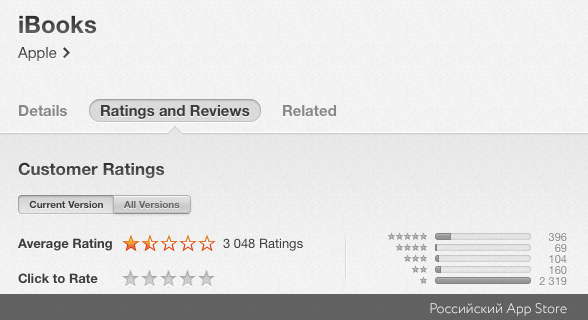 iBooks
Apple
Details Ratings and Reviews Related
Customer Ratings
Current Version All Versions
Average Rating 3 048 Ratings
Click to Rate
396
69
104
160
2 319
Российский App Store